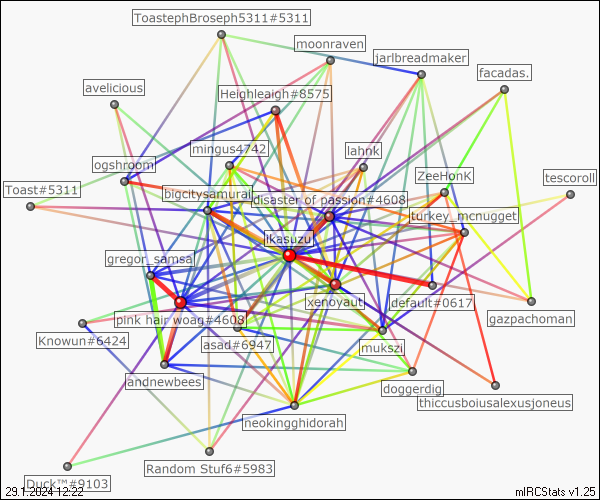 ToastephBroseph5311#5311
moonraven
jarlbreadmaker
facadas.
avelicious
Heighleaigh#8575
mingus4742
lahnk
ogshroom
ZeeHonK
tescoroll
Toast#5311
bigcitysamurai
disaster of passion#4608
turkey_mcnugget
ikasuzu
gregor_samsa
xenoyaut
default#0617
gazpachoman
pink hair woag#4608
Knowun#6424
asad#6947
mukszi
andnewbees
doggerdig
thiccusboiusalexusjoneus
neokingghidorah
Random Stuf6#5983
Duck™#9103
29.1.2024 12:22
mIRCStats v1.25